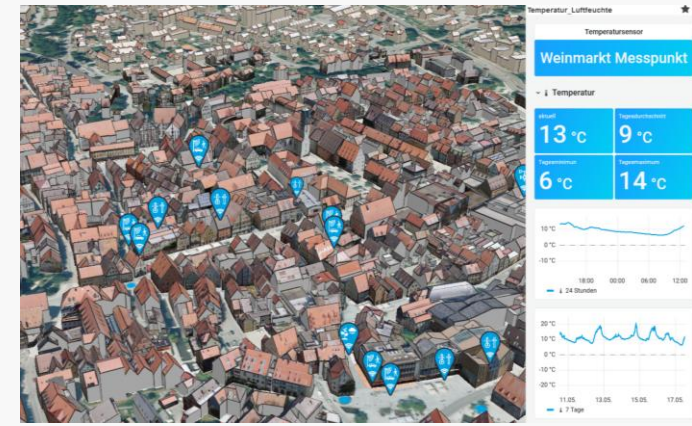 Temperatur_Luftfeuchte
Temperatursensor
Weinmarkt Messpunkt
Temperatur
aktuell
13 °C
Tagesdurchschnitt
9 °C
Tagesminimum
6 °C
Tagesmaximum
14 °C
10 °C
0 °C
-10 °C
18:00 00:00 06:00 12:00
24 Stunden
20 °C
10 °C
0 °C
-10 °C
-20 °C
11.05. 13.05. 15.05. 17.05.
7 Tage